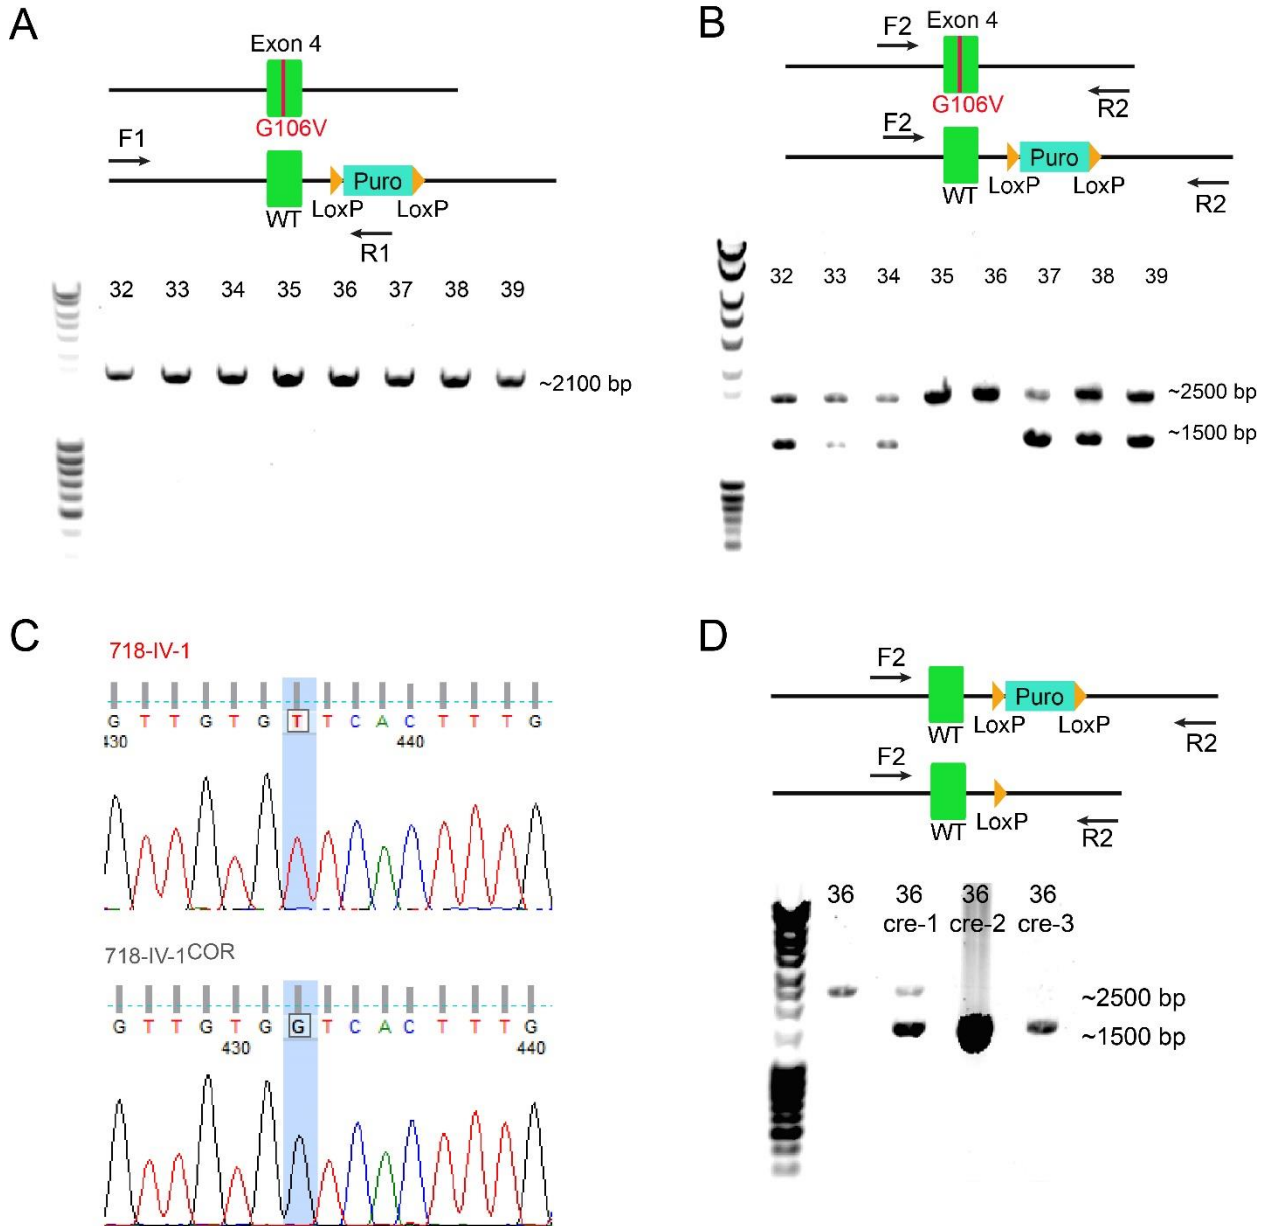 A
Exon 4
G106V
F1
Puro
WT
LoxP
LoxP
R1
32 33 34 35 36 37 38 39
~2100 bp
B
F2
Exon 4
G106V
R2
F2
Puro
WT
LoxP
LoxP
R2
32 33 34 35 36 37 38 39
~2500 bp
~1500 bp
C
718-IV-1
G T T G T G T T C A C T T T G
430 440
718-IV-1COR
G T T G T G G T C A C T T T G
430 440
D
F2
Puro
WT
LoxP
LoxP
R2
F2
WT
LoxP
R2
36 36 36 36
cre-1 cre-2 cre-3
~2500 bp
~1500 bp